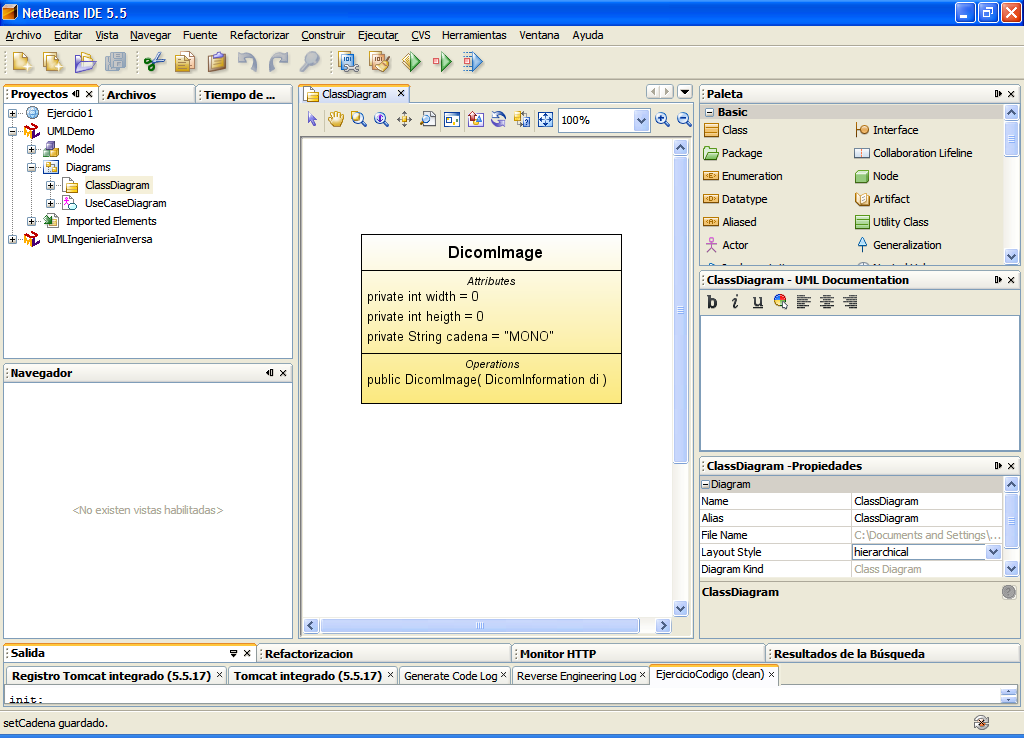 NetBeans IDE 5.5
Archivo Editar Vista Navegar Fuente Refactorizar Construir Ejecutar CVS Herramientas Ventana Ayuda
Proyectos Archivos Tiempo de ...
Ejercicio1
UMLDemo
Model
Diagrams
ClassDiagram
UseCaseDiagram
Imported Elements
UMLIngenieriaInversa
Navegador
<No existen vistas habilitadas>
ClassDiagram
100%
DicomImage
Attributes
private int width = 0
private int heigth = 0
private String cadena = "MONO"
Operations
public DicomImage( DicomInformation di )
Paleta
Basic
Class Interface
Package Collaboration Lifeline
Enumeration Node
Datatype Artifact
Aliased Utility Class
Actor Generalization
ClassDiagram - UML Documentation
b i u
ClassDiagram -Propiedades
Diagram
Name ClassDiagram
Alias ClassDiagram
File Name C:\Documents and Settings\...
Layout Style hierarchical
Diagram Kind Class Diagram
ClassDiagram
Salida Refactorizacion Monitor HTTP Resultados de la Búsqueda
Registro Tomcat integrado (5.5.17) Tomcat integrado (5.5.17) Generate Code Log Reverse Engineering Log EjercicioCodigo (clean)
init:
setCadena guardado.